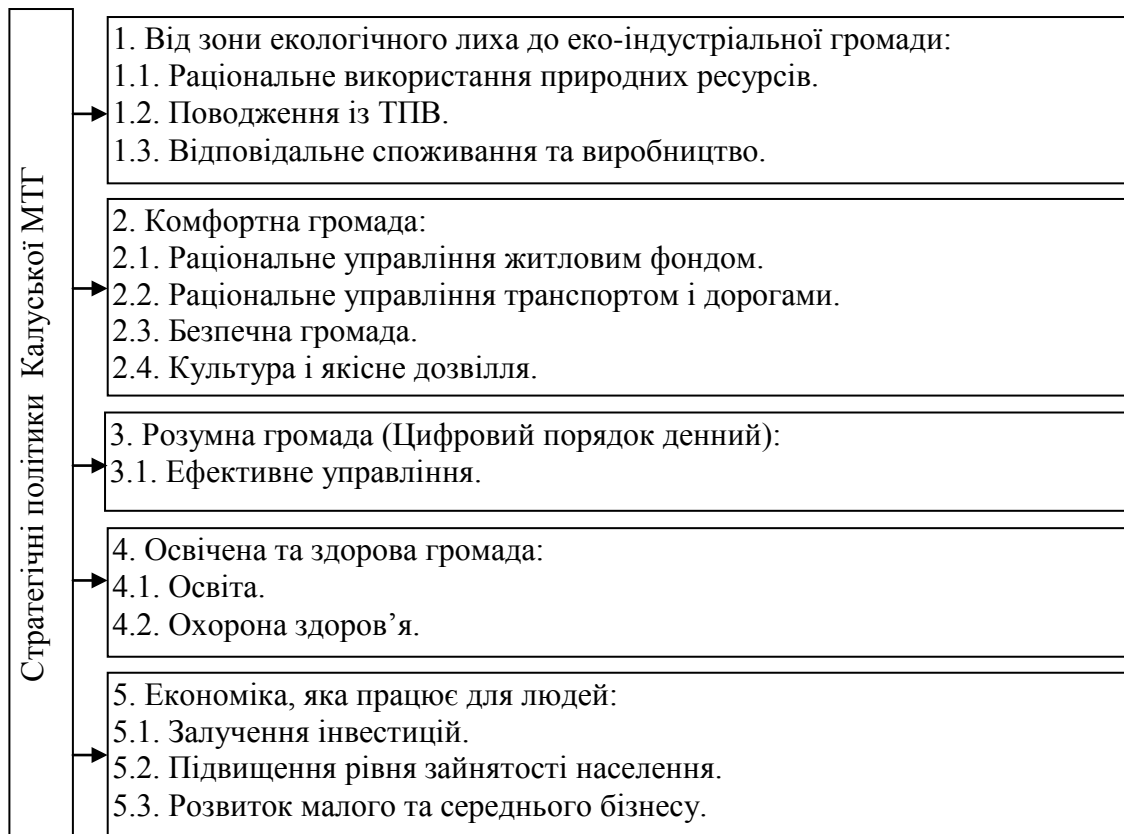 Стратегічні політики Калуської МТГ
1. Від зони екологічного лиха до еко-індустріальної громади:
1.1. Раціональне використання природних ресурсів.
1.2. Поводження із ТПВ.
1.3. Відповідальне споживання та виробництво.
2. Комфортна громада:
2.1. Раціональне управління житловим фондом.
2.2. Раціональне управління транспортом і дорогами.
2.3. Безпечна громада.
2.4. Культура і якісне дозвілля.
3. Розумна громада (Цифровий порядок денний):
3.1. Ефективне управління.
4. Освічена та здорова громада:
4.1. Освіта.
4.2. Охорона здоров’я.
5. Економіка, яка працює для людей:
5.1. Залучення інвестицій.
5.2. Підвищення рівня зайнятості населення.
5.3. Розвиток малого та середнього бізнесу.